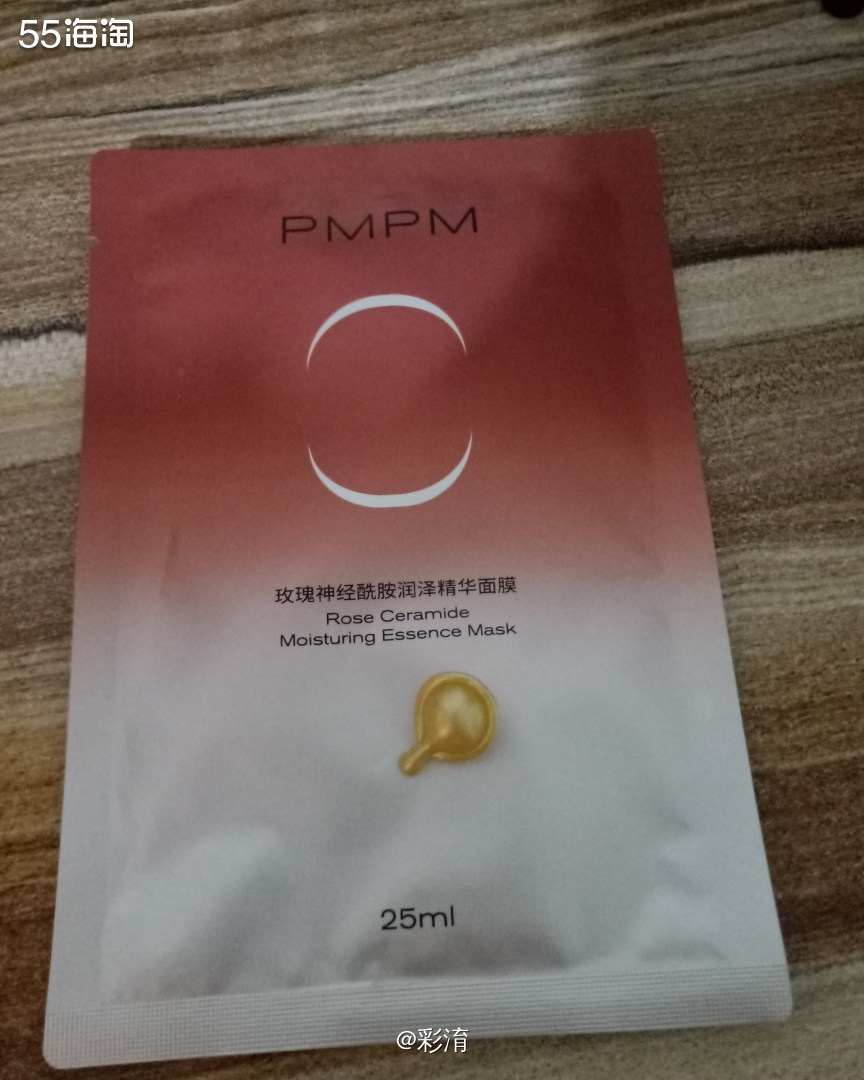 55海淘
PMPM
玫瑰神经酰胺润泽精华面膜
Rose Ceramide
Moisturing Essence Mask
25ml
@彩淯